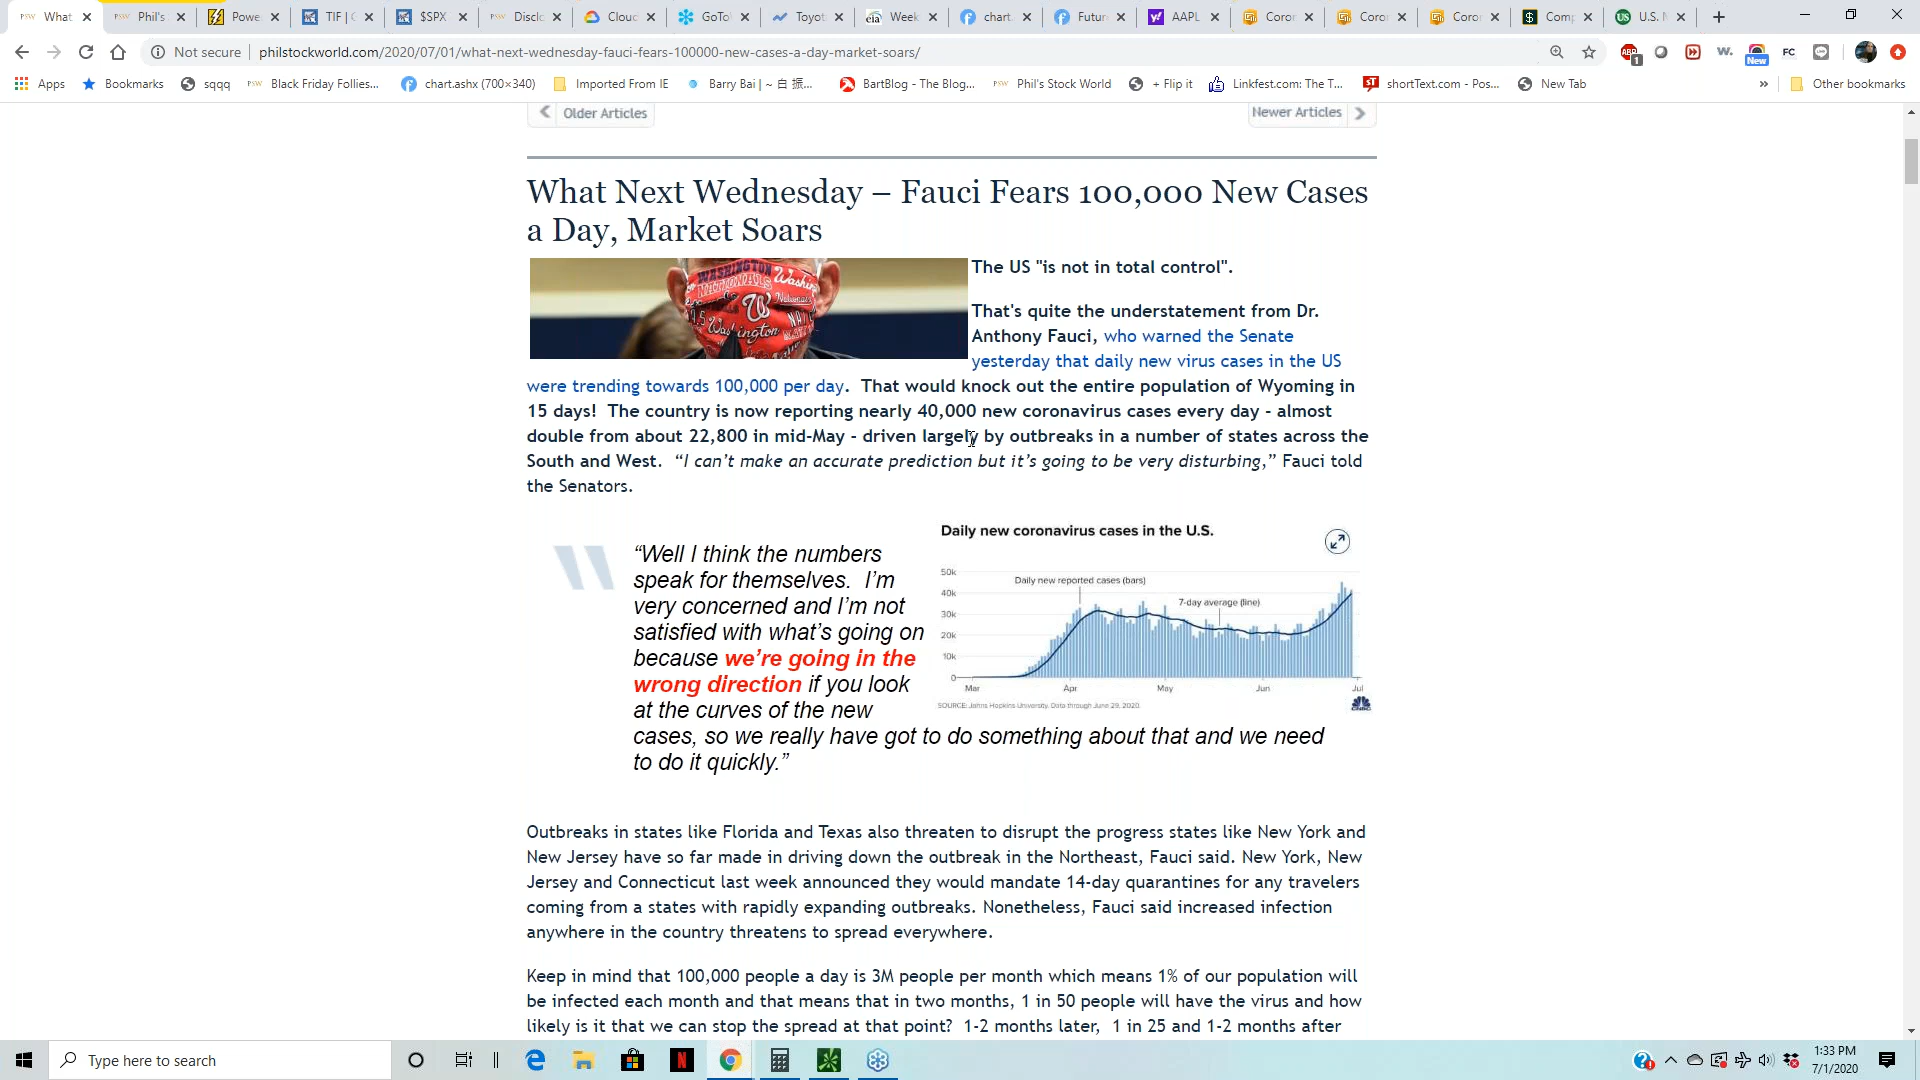 What
Phil's
Powe
TIF | (
$SPX
Disclo
Cloud
GoTo
Toyot
eia Week
chart.
Futur
AAPL
Coror
Coror
Coror
Comp
U.S. M
Not secure | philstockworld.com/2020/07/01/what-next-wednesday-fauci-fears-100000-new-cases-a-day-market-soars/
ABP 1 W. New FC
Apps Bookmarks sqqq PSW Black Friday Follies... chart.ashx (700×340) Imported From IE Barry Bai | ~ 白 振... BartBlog - The Blog... PSW Phil's Stock World + Flip it Linkfest.com: The T... sT shortText.com - Pos... New Tab » Other bookmarks
Older Articles
Newer Articles
What Next Wednesday – Fauci Fears 100,000 New Cases
a Day, Market Soars
WASHINGTON
NATIONALS
Washington
The US "is not in total control".
That's quite the understatement from Dr.
Anthony Fauci, who warned the Senate
yesterday that daily new virus cases in the US
were trending towards 100,000 per day. That would knock out the entire population of Wyoming in
15 days! The country is now reporting nearly 40,000 new coronavirus cases every day - almost
double from about 22,800 in mid-May - driven largely by outbreaks in a number of states across the
South and West. “I can’t make an accurate prediction but it’s going to be very disturbing,” Fauci told
the Senators.
“Well I think the numbers
speak for themselves. I’m
very concerned and I’m not
satisfied with what’s going on
because we’re going in the
wrong direction if you look
at the curves of the new
cases, so we really have got to do something about that and we need
to do it quickly.”
Daily new coronavirus cases in the U.S.
50k
Daily new reported cases (bars)
40k
7-day average (line)
30k
20k
10k
0
Mar Apr May Jun Jul
SOURCE: Johns Hopkins University. Data through June 29, 2020.
CNBC
Outbreaks in states like Florida and Texas also threaten to disrupt the progress states like New York and
New Jersey have so far made in driving down the outbreak in the Northeast, Fauci said. New York, New
Jersey and Connecticut last week announced they would mandate 14-day quarantines for any travelers
coming from a states with rapidly expanding outbreaks. Nonetheless, Fauci said increased infection
anywhere in the country threatens to spread everywhere.
Keep in mind that 100,000 people a day is 3M people per month which means 1% of our population will
be infected each month and that means that in two months, 1 in 50 people will have the virus and how
likely is it that we can stop the spread at that point? 1-2 months later, 1 in 25 and 1-2 months after
Type here to search
1:33 PM
7/1/2020